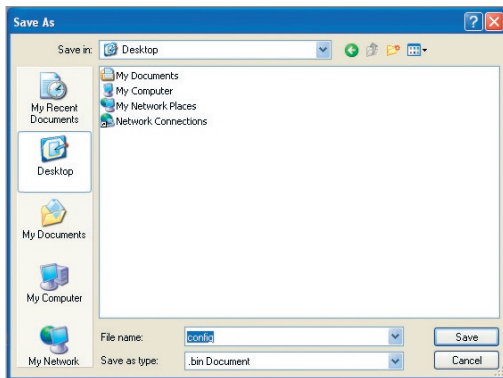 Save As
Save in:
Desktop
My Recent
Documents
Desktop
My Documents
My Computer
My Network
My Documents
My Computer
My Network Places
Network Connections
File name:
config
Save
Save as type:
.bin Document
Cancel